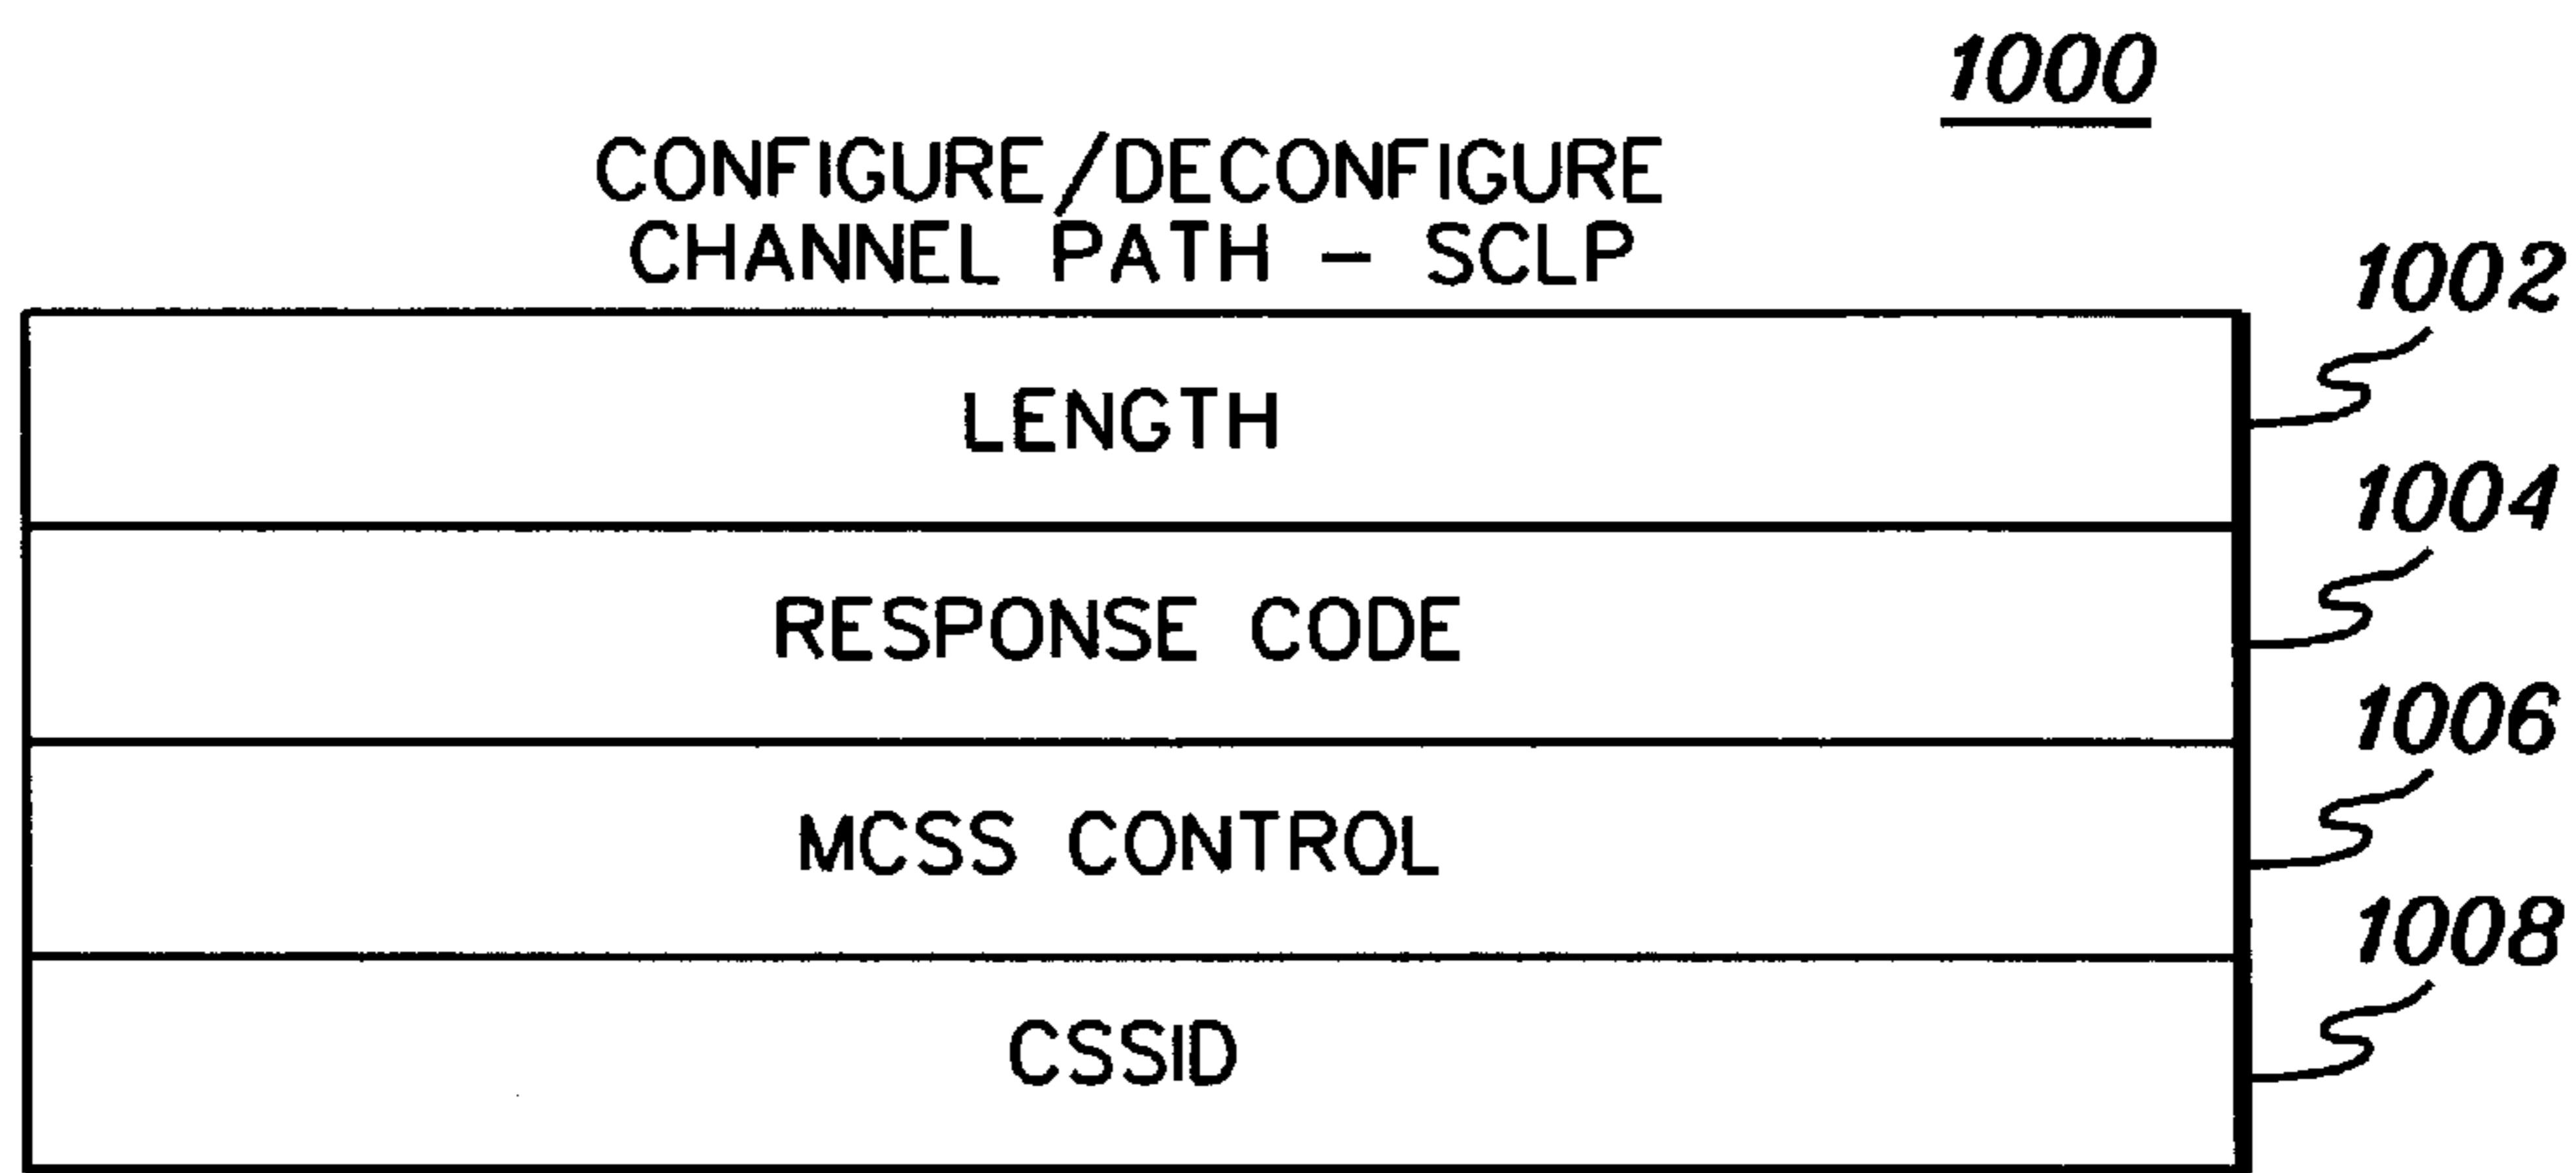 1000
CONFIGURE/DECONFIGURE
CHANNEL PATH - SCLP
1002
LENGTH
1004
RESPONSE CODE
1006
MCSS CONTROL
1008
CSSID